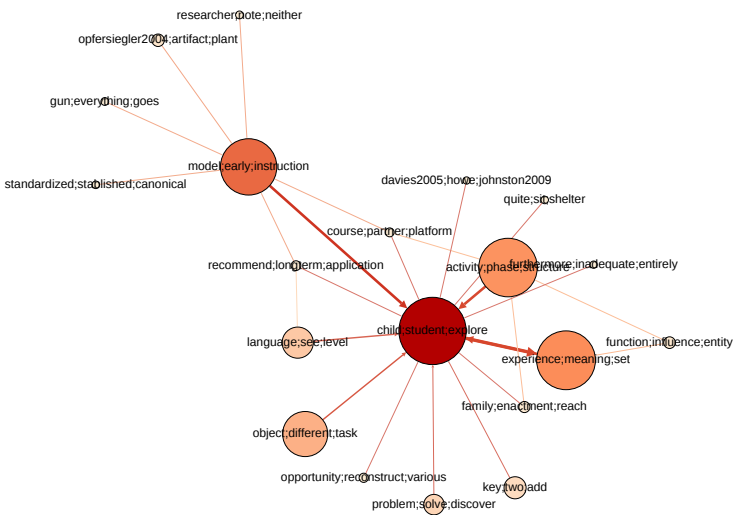 researcher;note;neither
opfersiegler2004;artifact;plant
gun;everything;goes
model;early;instruction
standardized;stablished;canonical
davies2005;howe;johnston2009
quite;sit;shelter
course;partner;platform
recommend;longterm;application
activity;phase;structure
furthermore;inadequate;entirely
child;student;explore
language;see;level
function;influence;entity
experience;meaning;set
family;enactment;reach
object;different;task
opportunity;reconstruct;various
key;two;add
problem;solve;discover